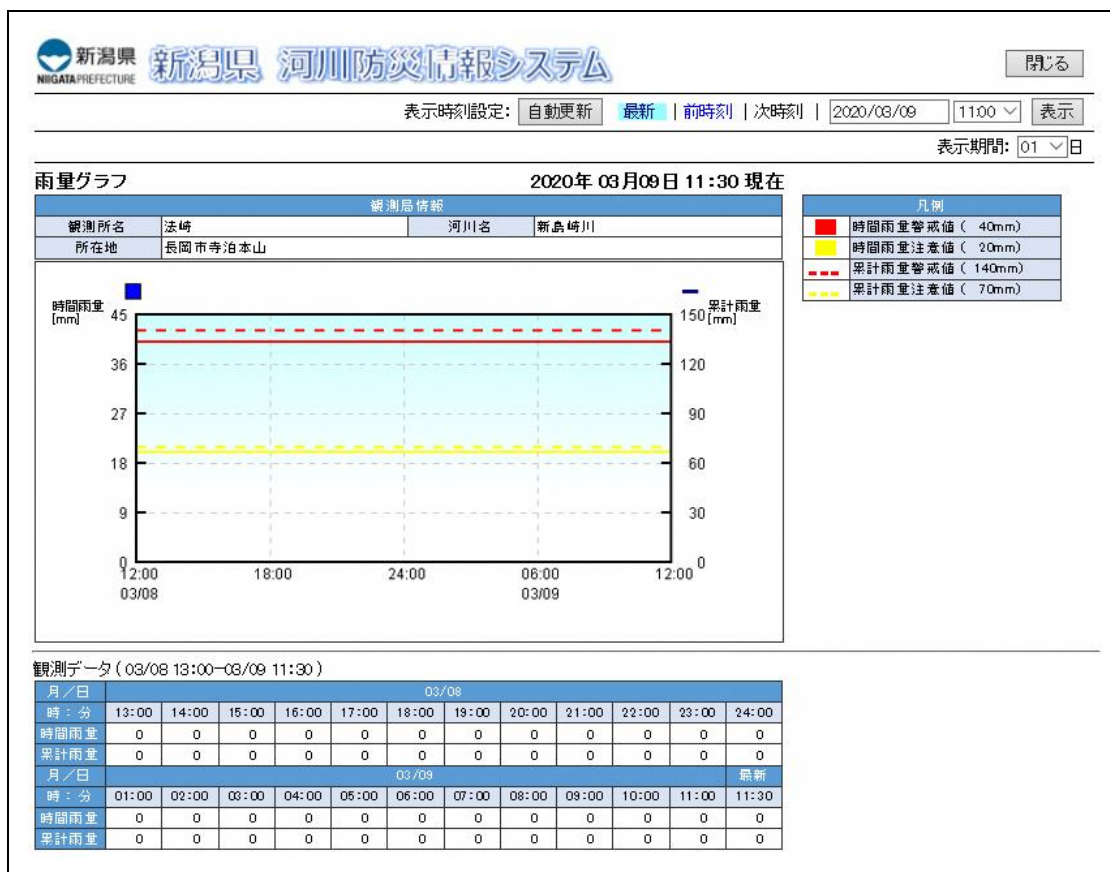 新潟県
NIIGATA PREFECTURE
新潟県 河川防災情報システム
閉じる
表示時刻設定: 自動更新 最新 | 前時刻 | 次時刻 | 2020/03/09 11:00 表示
表示期間: 01 日
雨量グラフ 2020年 03月09日 11:30 現在
観測局情報
観測所名 法崎 河川名 新島崎川
所在地 長岡市寺泊本山
凡例
時間雨量警戒値( 40mm)
時間雨量注意値( 20mm)
累計雨量警戒値( 140mm)
累計雨量注意値( 70mm)
時間雨量
[mm]
累計雨量
[mm]
45 150
36 120
27 90
18 60
9 30
0 0
12:00 18:00 24:00 06:00 12:00
03/08 03/09
観測データ( 03/08 13:00-03/09 11:30 )
月/日 03/08
時:分 13:00 14:00 15:00 16:00 17:00 18:00 19:00 20:00 21:00 22:00 23:00 24:00
時間雨量 0 0 0 0 0 0 0 0 0 0 0 0
累計雨量 0 0 0 0 0 0 0 0 0 0 0 0
月/日 03/09 最新
時:分 01:00 02:00 03:00 04:00 05:00 06:00 07:00 08:00 09:00 10:00 11:00 11:30
時間雨量 0 0 0 0 0 0 0 0 0 0 0 0
累計雨量 0 0 0 0 0 0 0 0 0 0 0 0